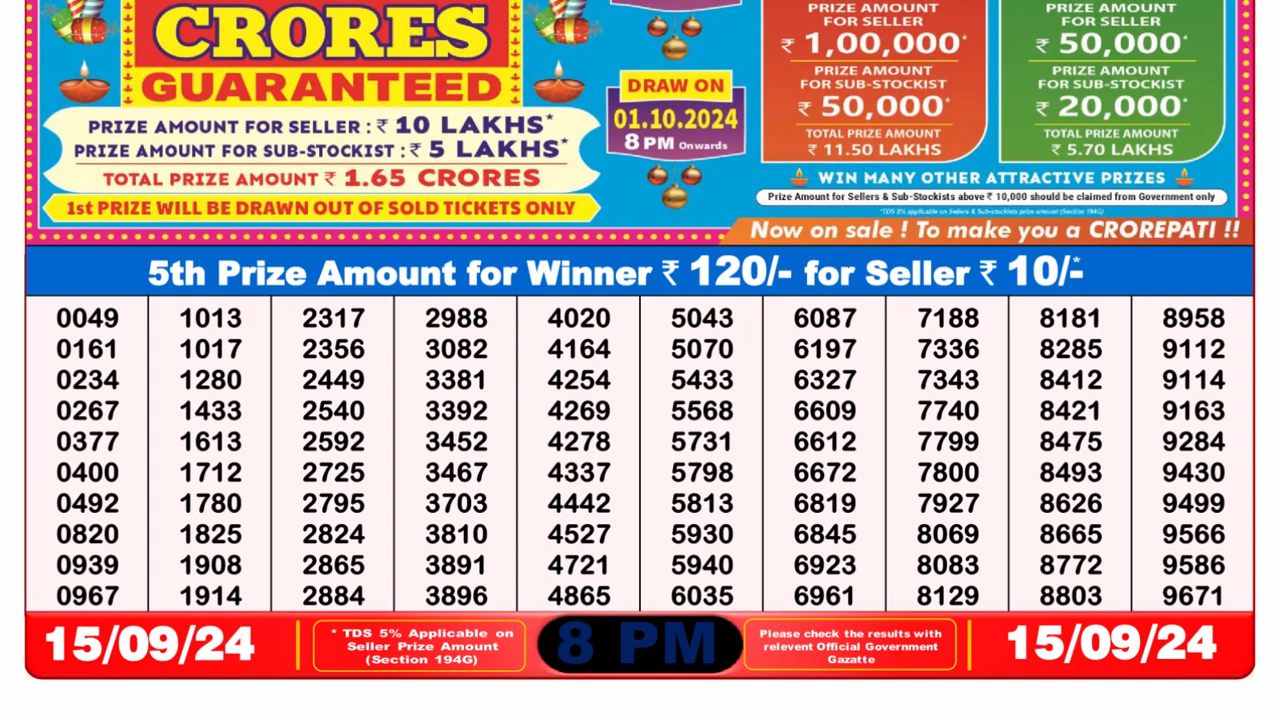 CRORES
GUARANTEED
PRIZE AMOUNT FOR SELLER : ₹ 10 LAKHS*
PRIZE AMOUNT FOR SUB-STOCKIST : ₹ 5 LAKHS*
TOTAL PRIZE AMOUNT ₹ 1.65 CRORES
1st PRIZE WILL BE DRAWN OUT OF SOLD TICKETS ONLY
DRAW ON
01.10.2024
8 PM Onwards
PRIZE AMOUNT
FOR SELLER
₹ 1,00,000*
PRIZE AMOUNT
FOR SUB-STOCKIST
₹ 50,000*
TOTAL PRIZE AMOUNT
₹ 11.50 LAKHS
PRIZE AMOUNT
FOR SELLER
₹ 50,000*
PRIZE AMOUNT
FOR SUB-STOCKIST
₹ 20,000*
TOTAL PRIZE AMOUNT
₹ 5.70 LAKHS
WIN MANY OTHER ATTRACTIVE PRIZES
Prize Amount for Sellers & Sub-Stockists above ₹ 10,000 should be claimed from Government only
*TDS 2% applicable on Sellers & Sub-stockists prize amount (Section 194G)
Now on sale ! To make you a CROREPATI !!
5th Prize Amount for Winner ₹ 120/- for Seller ₹ 10/-*
0049 1013 2317 2988 4020 5043 6087 7188 8181 8958
0161 1017 2356 3082 4164 5070 6197 7336 8285 9112
0234 1280 2449 3381 4254 5433 6327 7343 8412 9114
0267 1433 2540 3392 4269 5568 6609 7740 8421 9163
0377 1613 2592 3452 4278 5731 6612 7799 8475 9284
0400 1712 2725 3467 4337 5798 6672 7800 8493 9430
0492 1780 2795 3703 4442 5813 6819 7927 8626 9499
0820 1825 2824 3810 4527 5930 6845 8069 8665 9566
0939 1908 2865 3891 4721 5940 6923 8083 8772 9586
0967 1914 2884 3896 4865 6035 6961 8129 8803 9671
15/09/24
* TDS 5% Applicable on
Seller Prize Amount
(Section 194G)
8 PM
Please check the results with
relevent Official Government
Gazatte
15/09/24